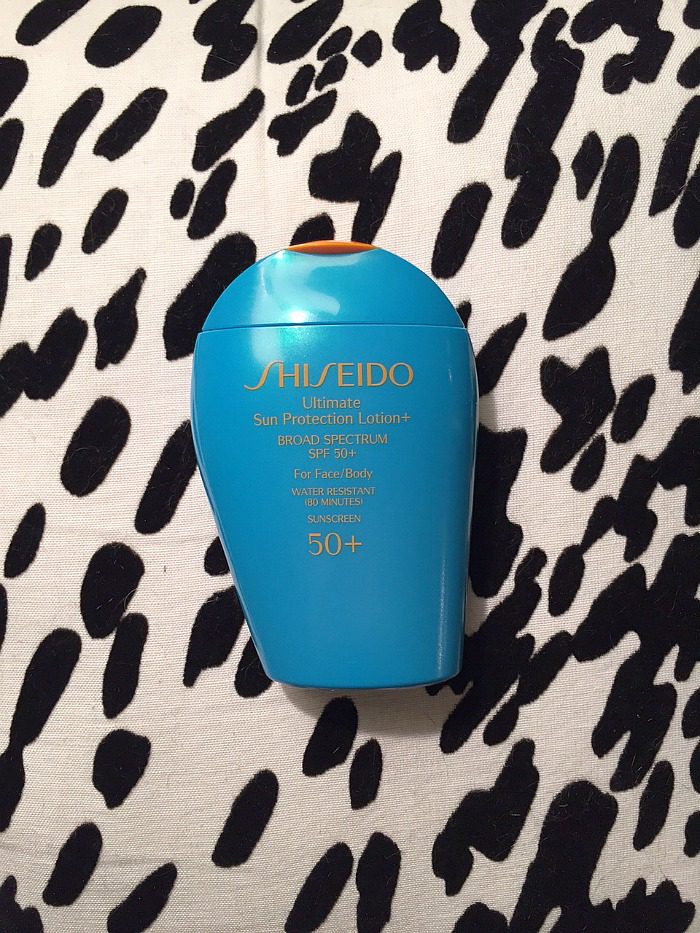 SHISEIDO
Ultimate
Sun Protection Lotion+
BROAD SPECTRUM
SPF 50+
For Face/Body
WATER RESISTANT
(80 MINUTES)
SUNSCREEN
50+